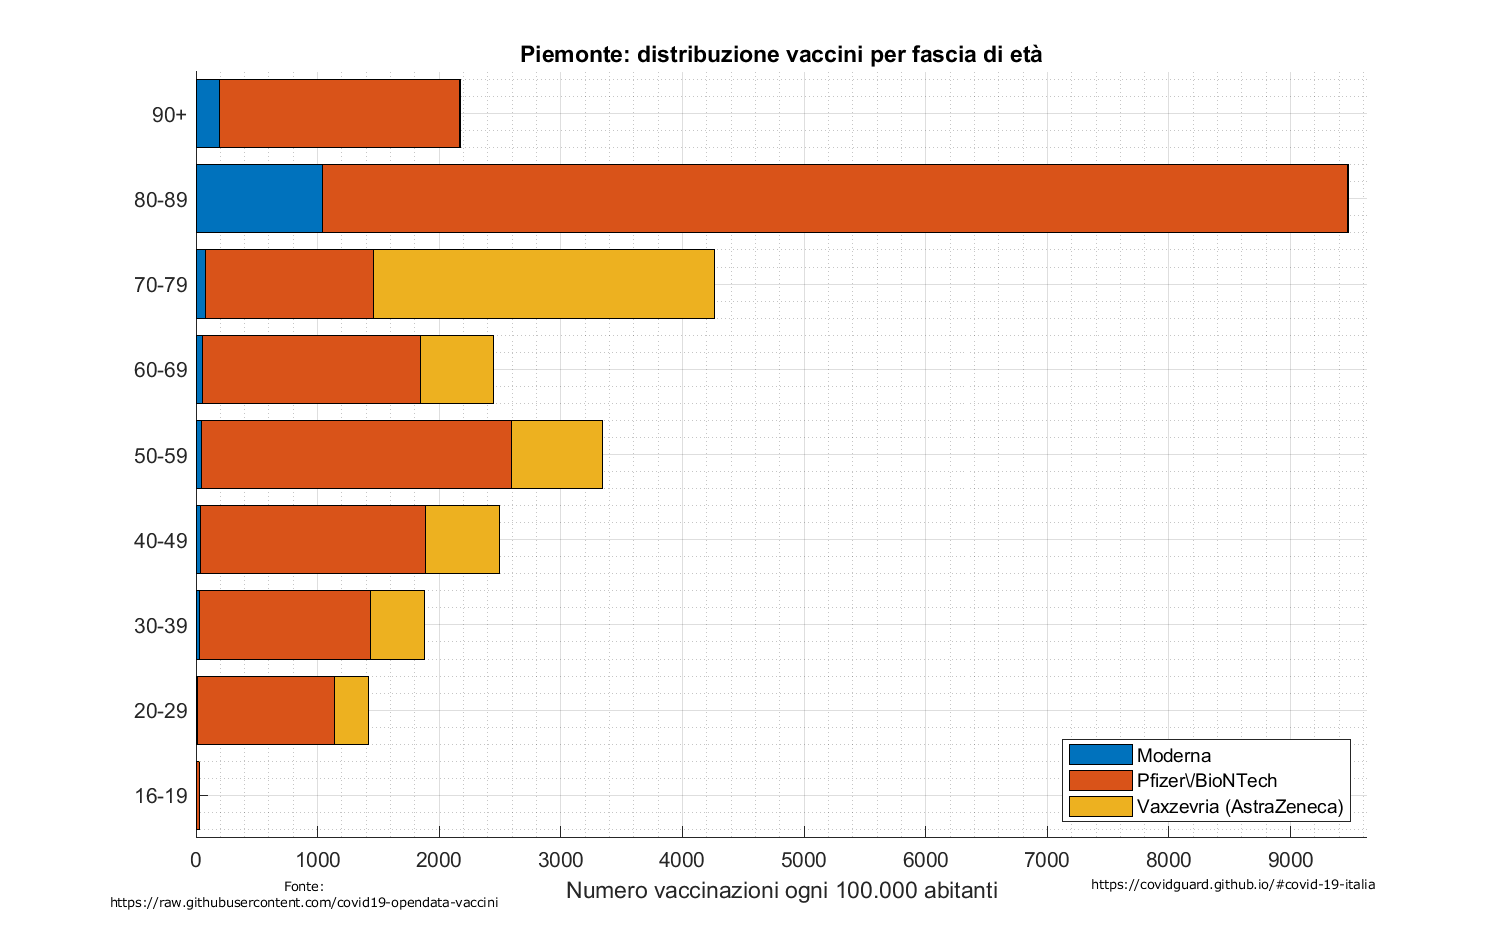 Piemonte: distribuzione vaccini per fascia di età
90+
80-89
70-79
60-69
50-59
40-49
30-39
20-29
16-19
Moderna
Pfizer\/BioNTech
Vaxzevria (AstraZeneca)
0 1000 2000 3000 4000 5000 6000 7000 8000 9000
Numero vaccinazioni ogni 100.000 abitanti
Fonte:
https://raw.githubusercontent.com/covid19-opendata-vaccini
https://covidguard.github.io/#covid-19-italia